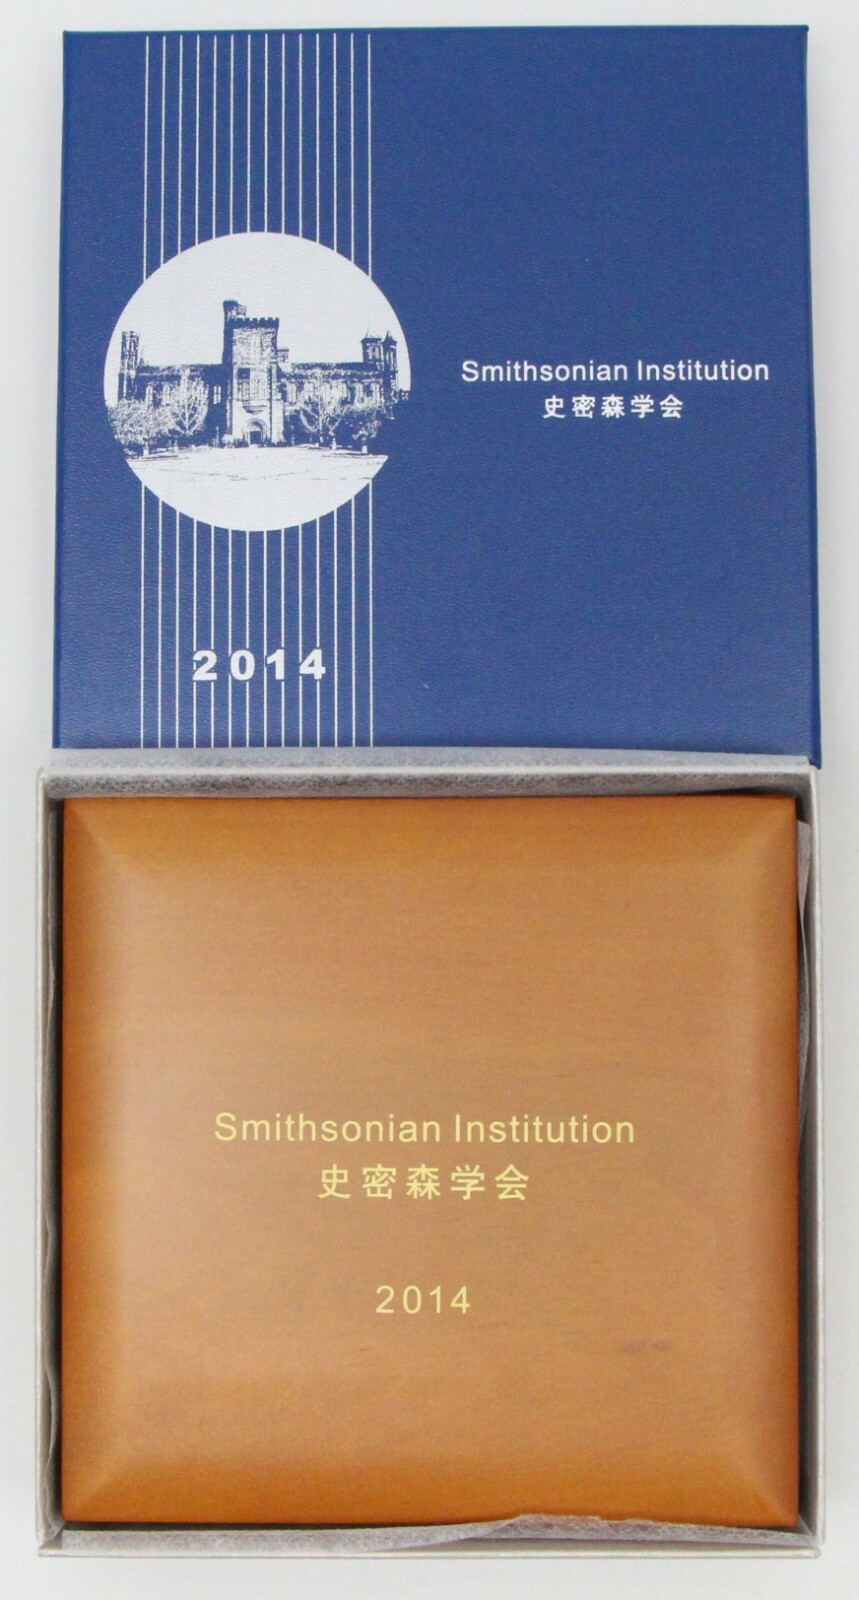 Smithsonian Institution
史密森学会
2014
Smithsonian Institution
史密森学会
2014